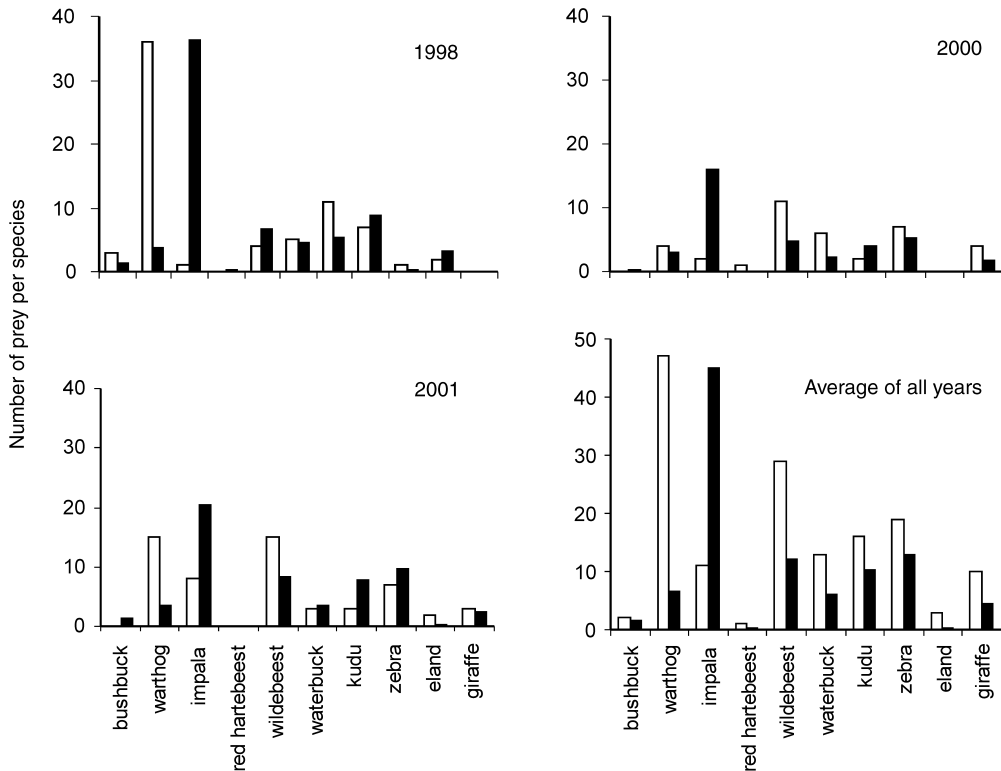 Number of prey per species
40
30
20
10
0
1998
40
30
20
10
0
2000
40
30
20
10
0
2001
bushbuck
warthog
impala
red hartebeest
wildebeest
waterbuck
kudu
zebra
eland
giraffe
50
40
30
20
10
0
Average of all years
bushbuck
warthog
impala
red hartebeest
wildebeest
waterbuck
kudu
zebra
eland
giraffe